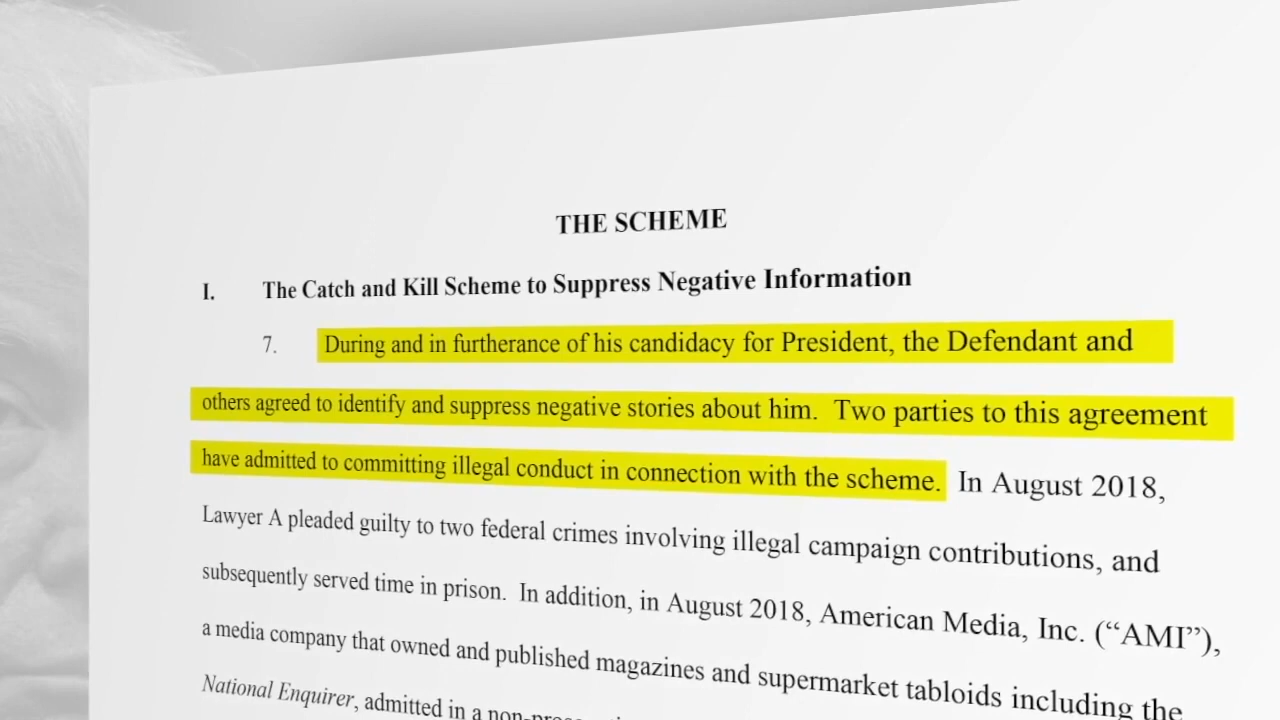 THE SCHEME
I. The Catch and Kill Scheme to Suppress Negative Information
7. During and in furtherance of his candidacy for President, the Defendant and
others agreed to identify and suppress negative stories about him. Two parties to this agreement
have admitted to committing illegal conduct in connection with the scheme. In August 2018,
Lawyer A pleaded guilty to two federal crimes involving illegal campaign contributions, and
subsequently served time in prison. In addition, in August 2018, American Media, Inc. (“AMI”),
a media company that owned and published magazines and supermarket tabloids including the
National Enquirer, admitted in a